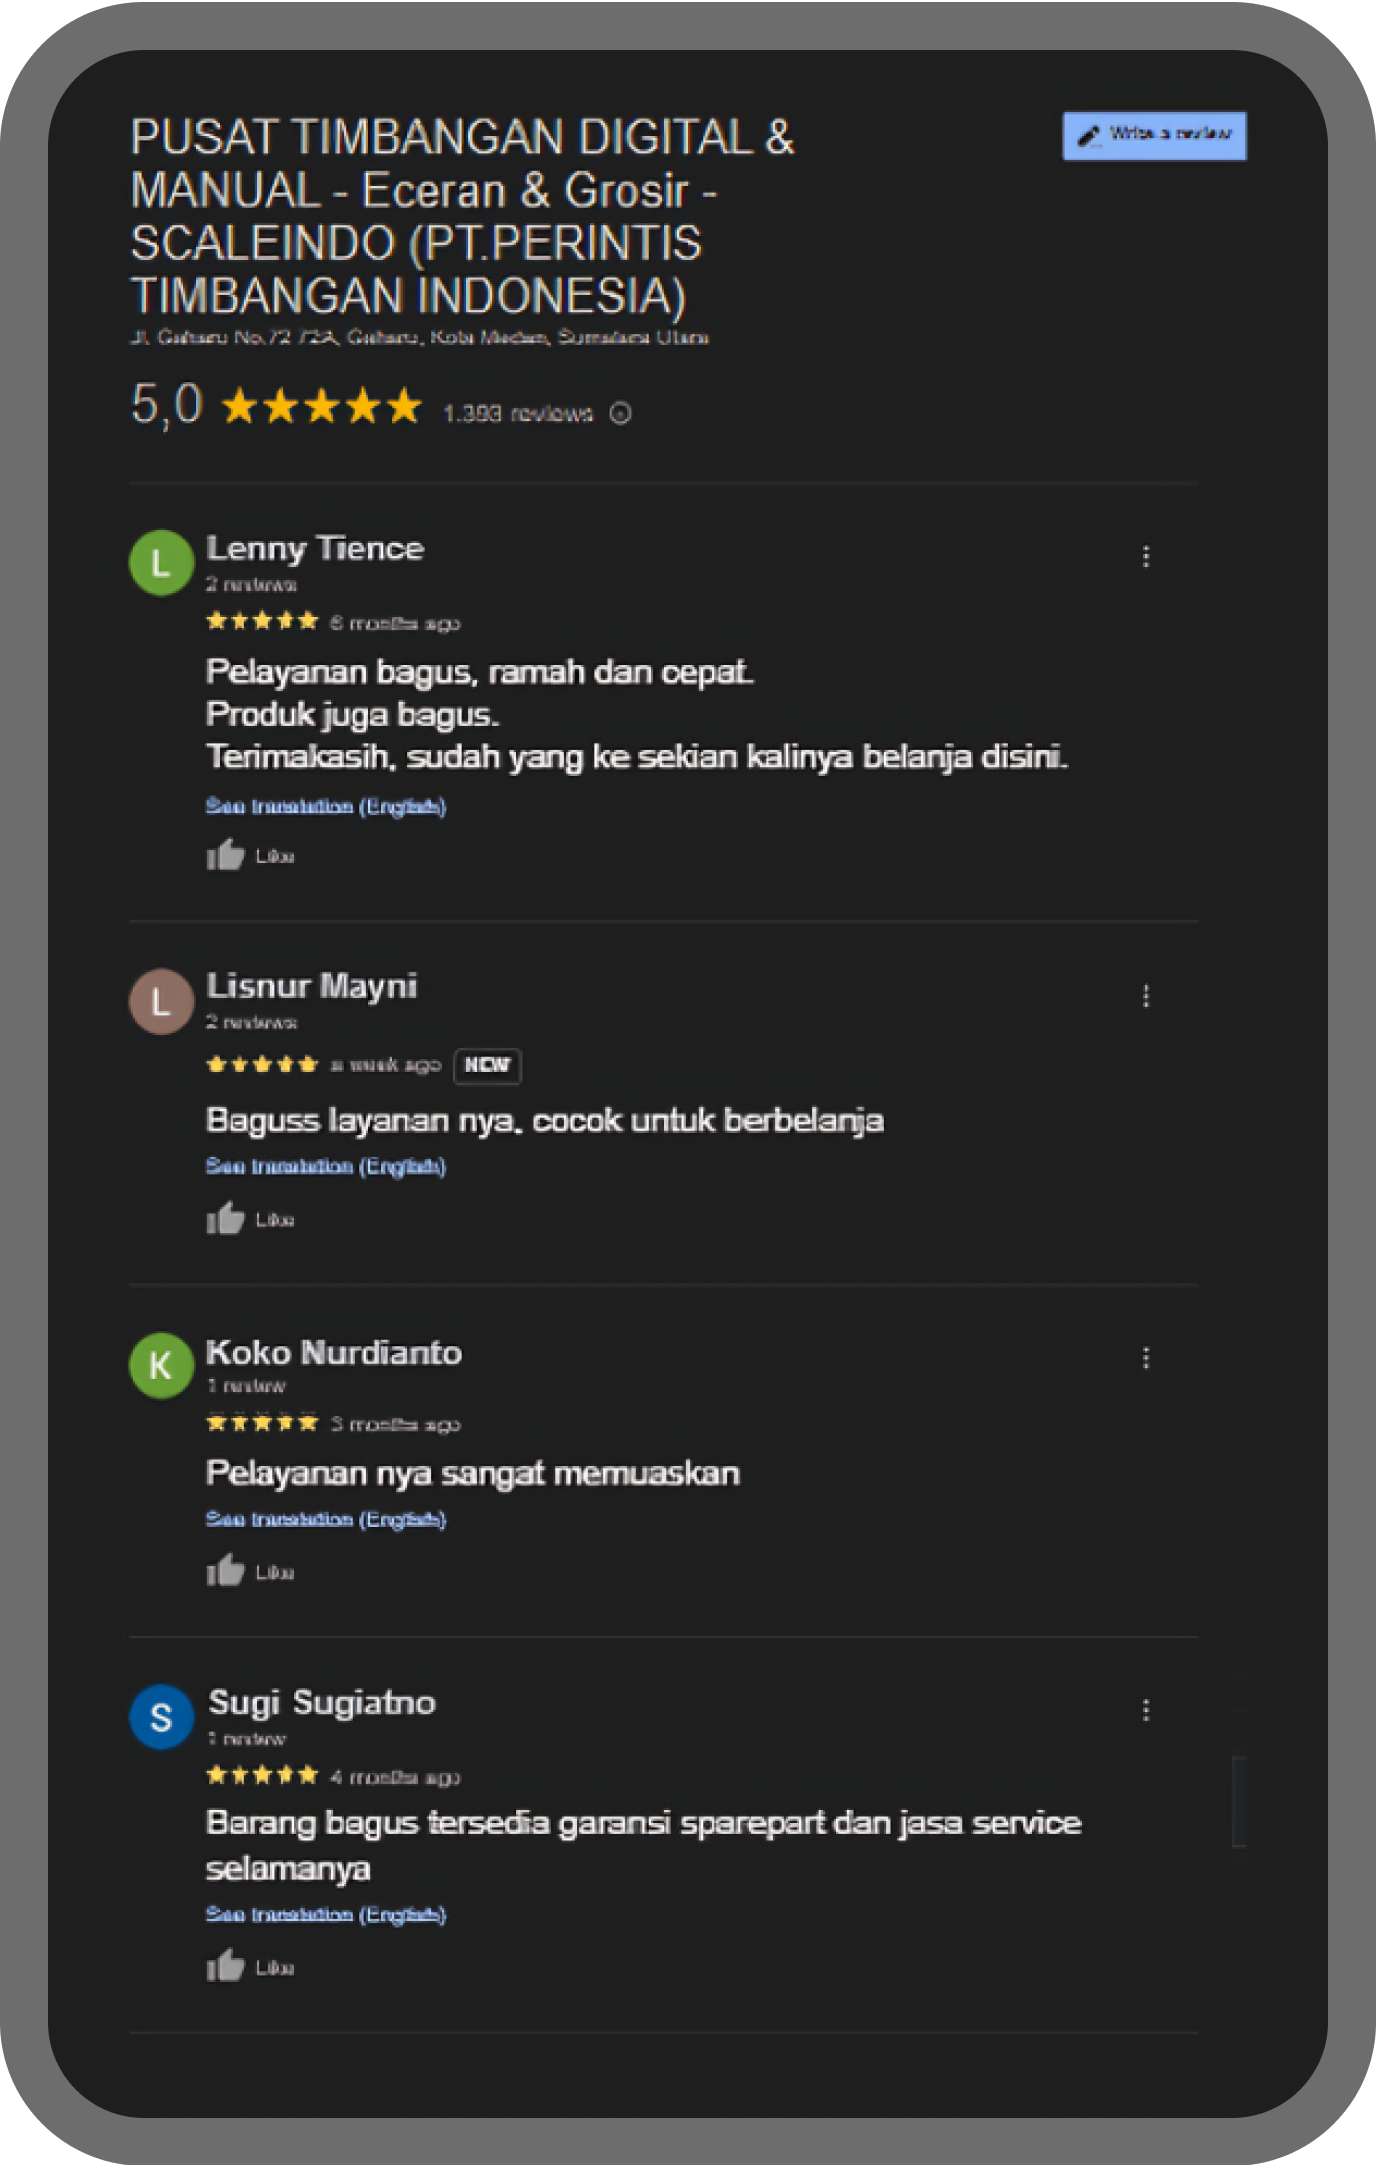 PUSAT TIMBANGAN DIGITAL &
MANUAL - Eceran & Grosir -
SCALEINDO (PT.PERINTIS
TIMBANGAN INDONESIA)
Jl. Gaharu No.72 72A, Gaharu, Kota Medan, Sumatera Utara
Write a review
5,0 1.393 reviews
L
Lenny Tience
2 reviews
6 months ago
Pelayanan bagus, ramah dan cepat.
Produk juga bagus.
Terimakasih, sudah yang ke sekian kalinya belanja disini.
See translation (English)
Like
L
Lisnur Mayni
2 reviews
a week ago NEW
Baguss layanan nya, cocok untuk berbelanja
See translation (English)
Like
K
Koko Nurdianto
1 review
3 months ago
Pelayanan nya sangat memuaskan
See translation (English)
Like
S
Sugi Sugiatno
1 review
4 months ago
Barang bagus tersedia garansi sparepart dan jasa service
selamanya
See translation (English)
Like